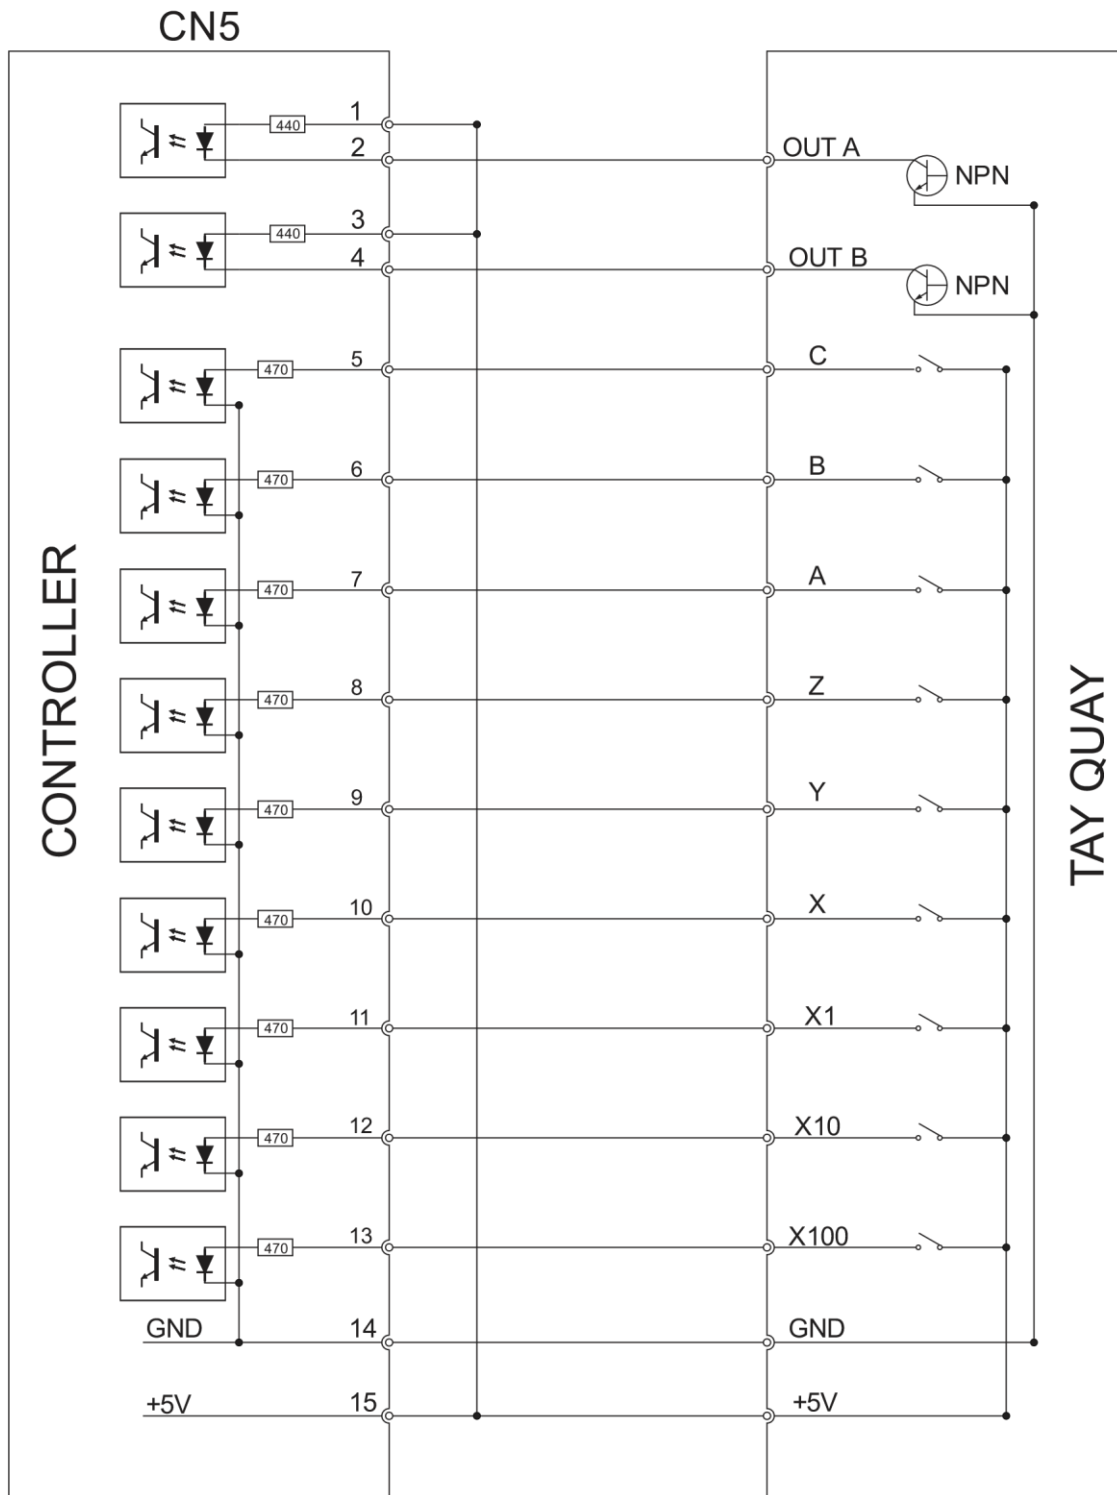 CN5
CONTROLLER
TAY QUAY
440 1
2 OUT A NPN
440 3
4 OUT B NPN
470 5 C
470 6 B
470 7 A
470 8 Z
470 9 Y
470 10 X
470 11 X1
470 12 X10
470 13 X100
GND 14 GND
+5V 15 +5V